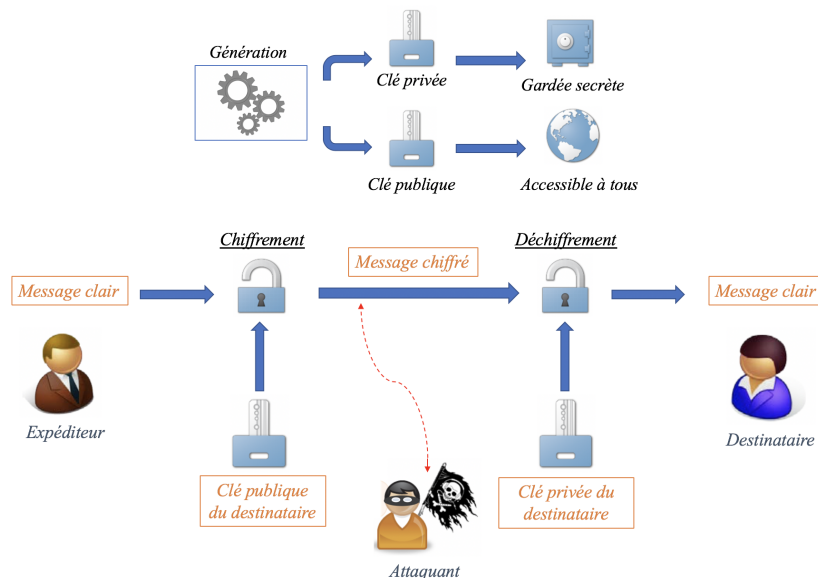 Génération
Clé privée
Gardée secrète
Clé publique
Accessible à tous
Chiffrement
Déchiffrement
Message clair
Message chiffré
Message clair
Expéditeur
Destinataire
Clé publique
du destinataire
Clé privée du
destinataire
Attaquant